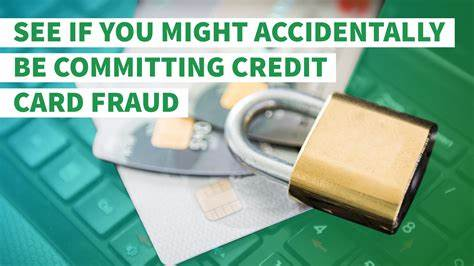 SEE IF YOU MIGHT ACCIDENTALLY
BE COMMITTING CREDIT
CARD FRAUD